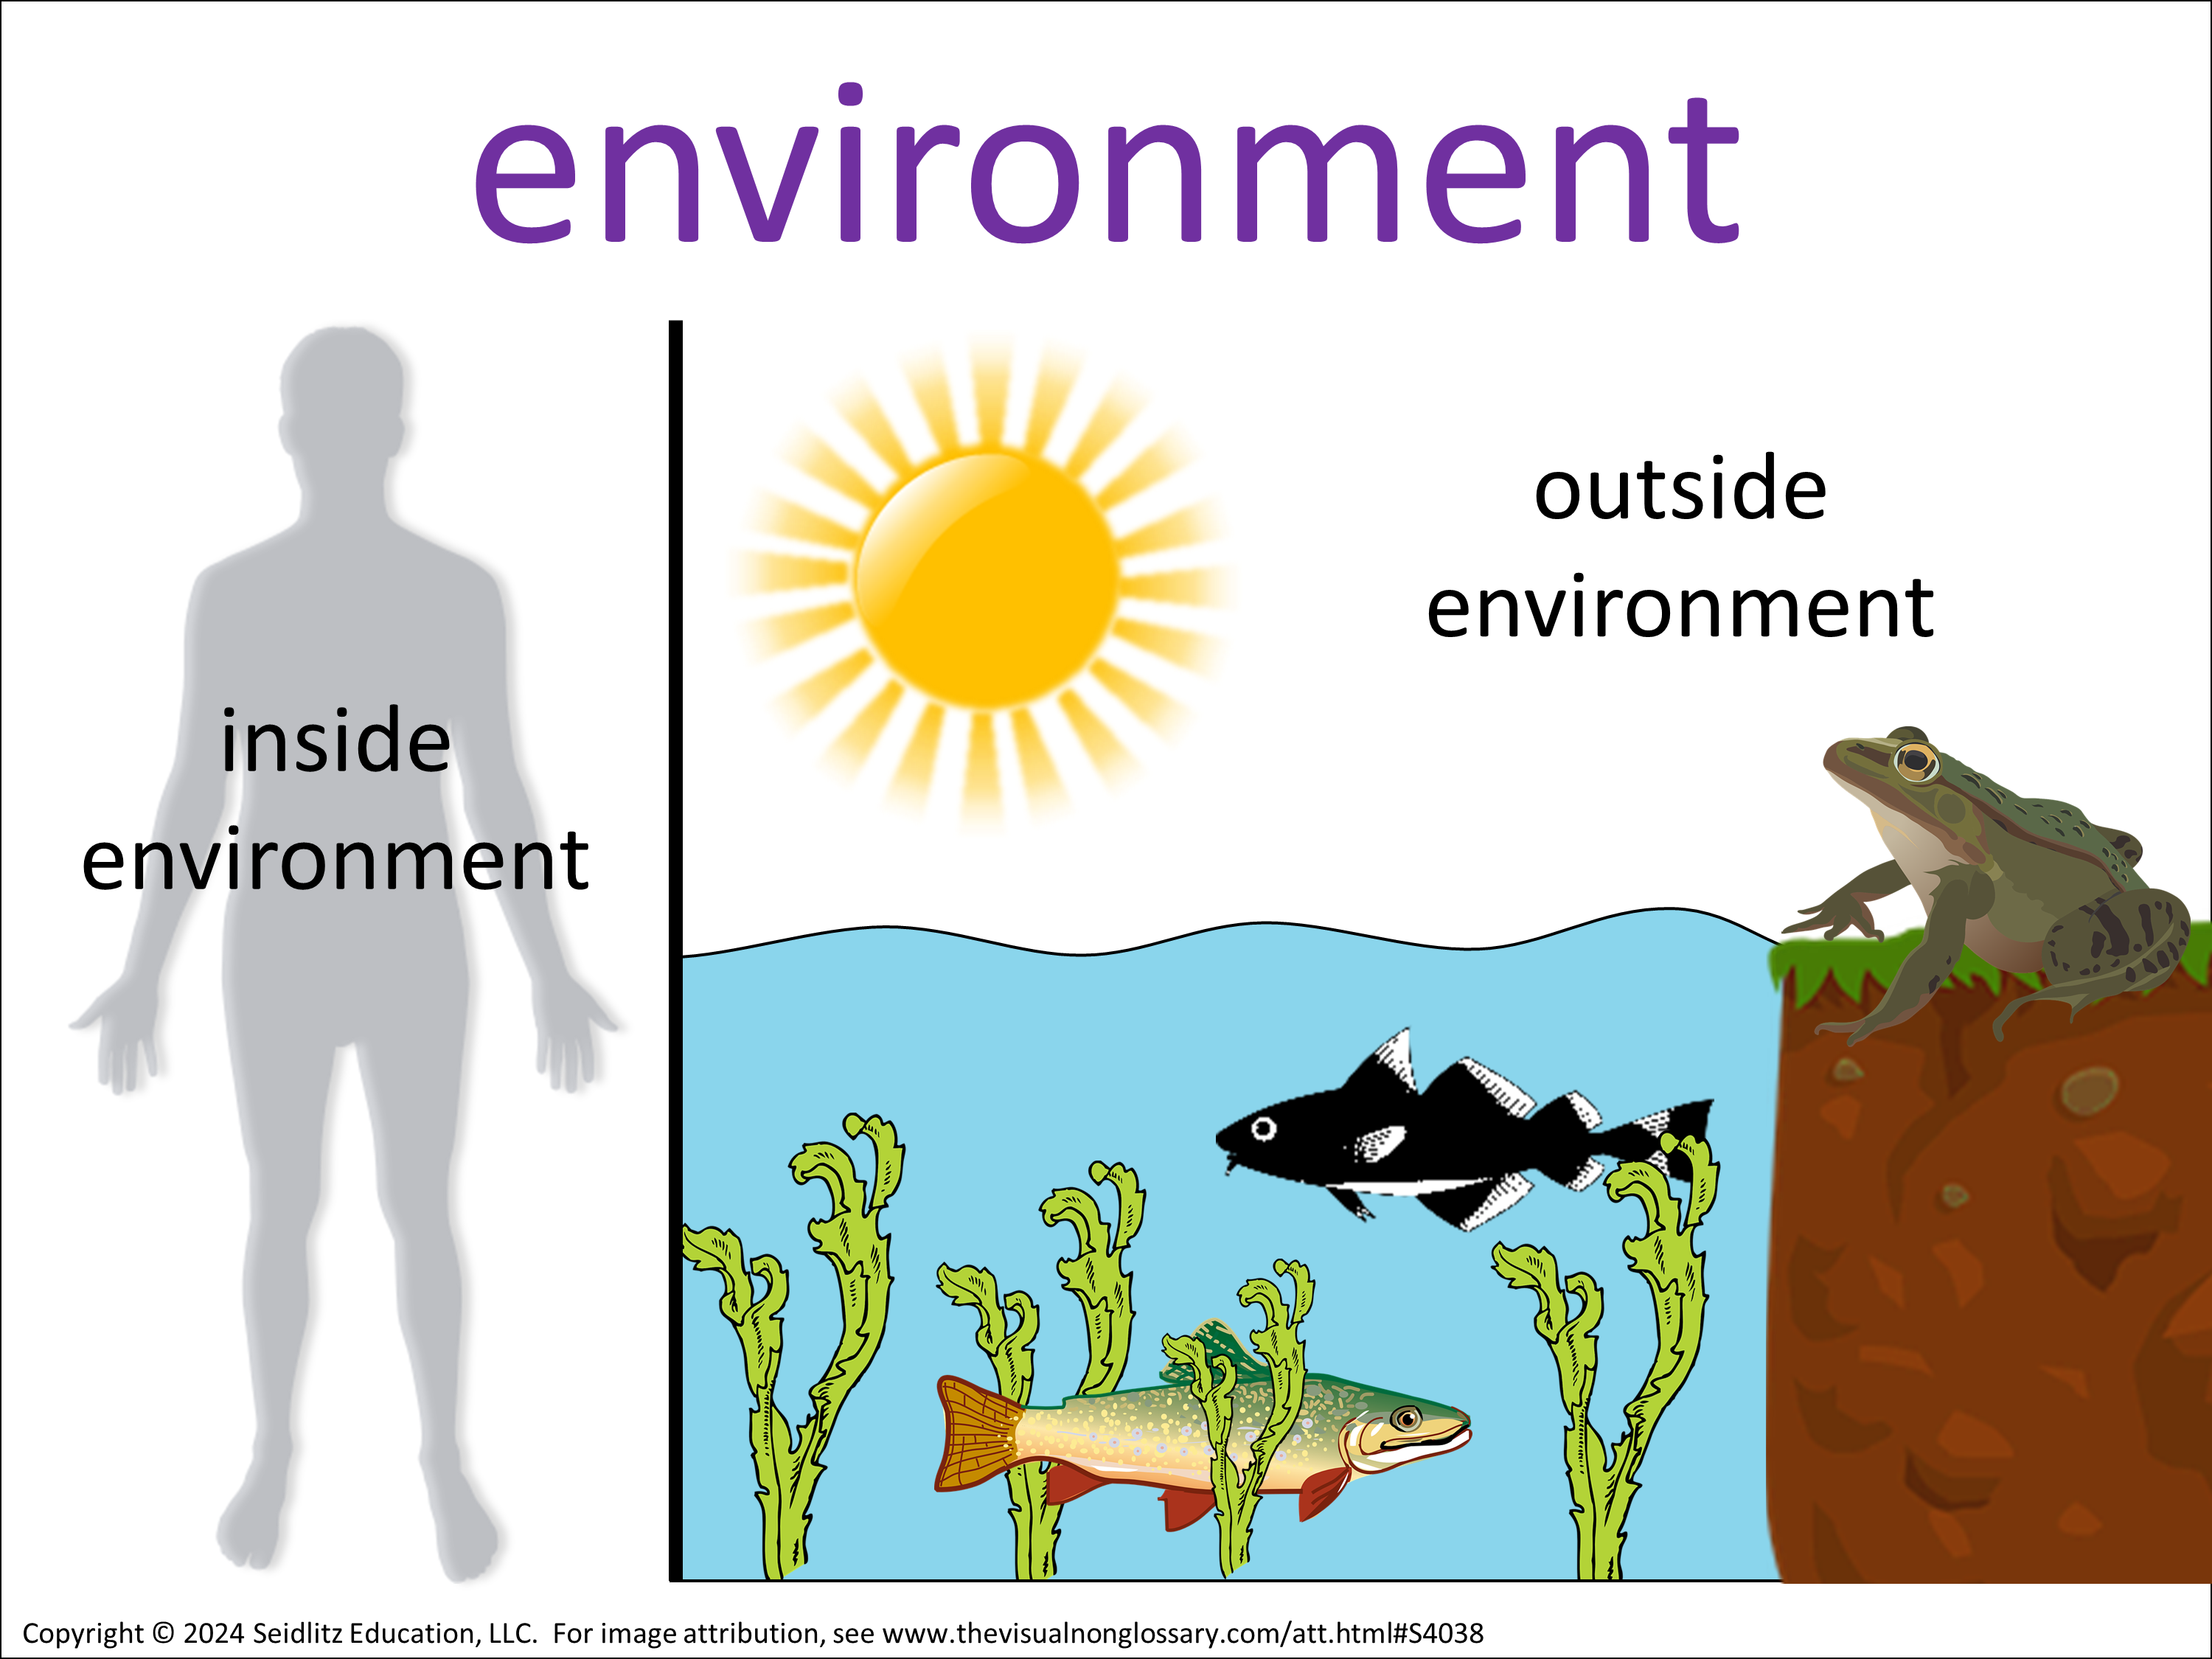 environment
inside
environment
outside
environment
Copyright © 2024 Seidlitz Education, LLC.  For image attribution, see www.thevisualnonglossary.com/att.html#S4038